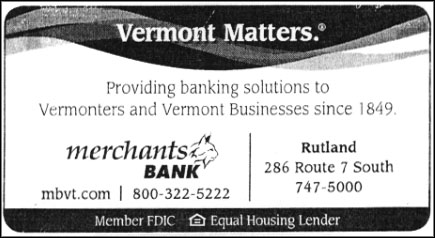 Vermont Matters.®
Providing banking solutions to
Vermonters and Vermont Businesses since 1849.
merchants
BANK
mbvt.com | 800-322-5222
Rutland
286 Route 7 South
747-5000
Member FDIC Equal Housing Lender